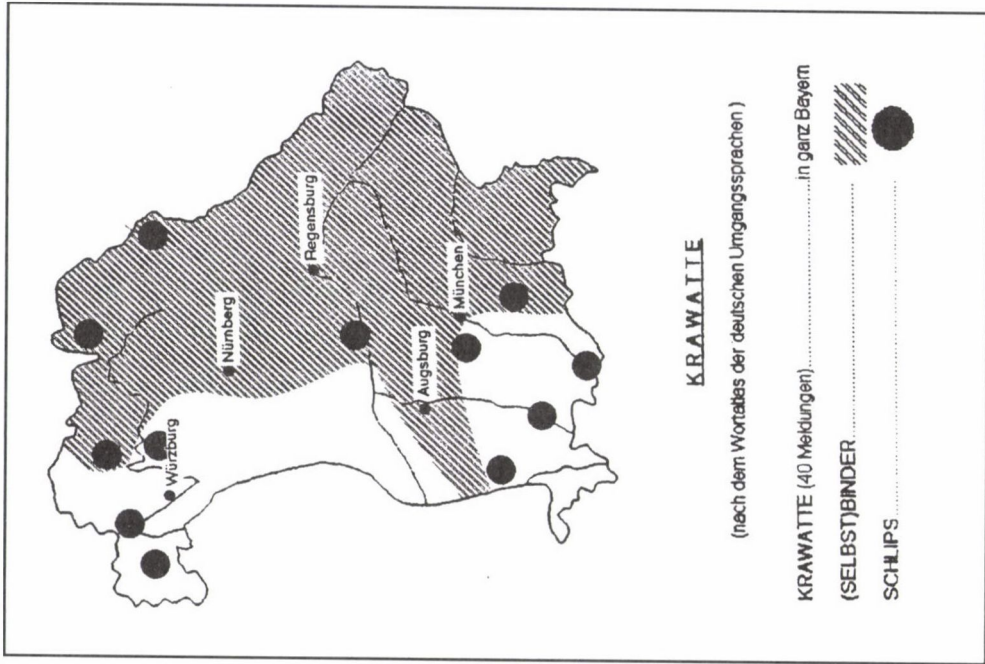 Würzburg
Nürnberg
Regensburg
Augsburg
München
KRAWATTE
(nach dem Wortatlas der deutschen Umgangssprachen )
KRAWATTE (40 Meldungen)........................in ganz Bayern
(SELBST)BINDER................................
SCHLIPS................................